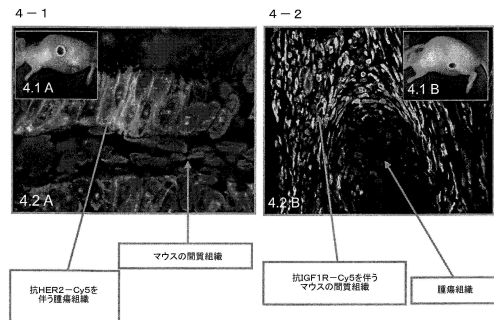 4－1
4－2
4.1 A
4.1 B
4.2 A
4.2 B
マウスの間質組織
抗HER2－Cy5を
伴う腫瘍組織
抗IGF1R－Cy5を伴う
マウスの間質組織
腫瘍組織